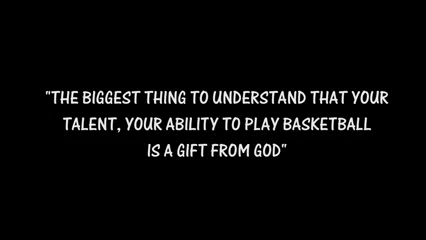 "THE BIGGEST THING TO UNDERSTAND THAT YOUR
TALENT, YOUR ABILITY TO PLAY BASKETBALL
IS A GIFT FROM GOD"